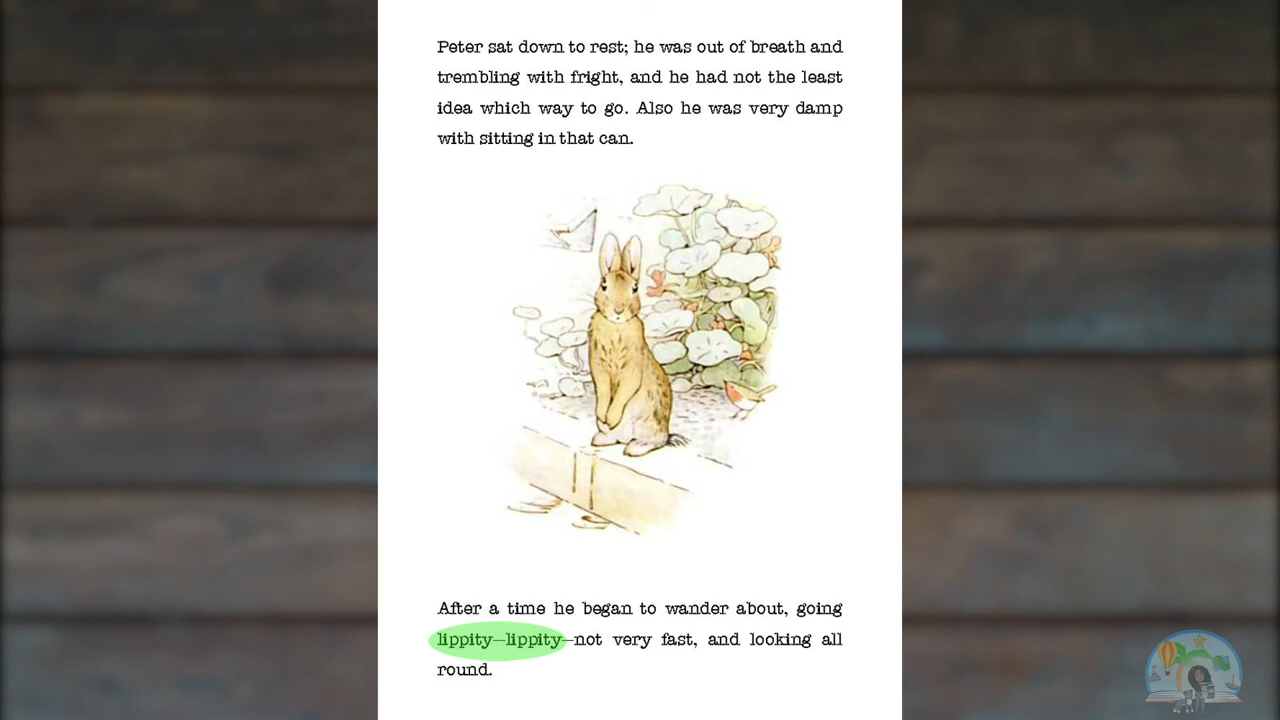 Peter sat down to rest; he was out of breath and
trembling with fright, and he had not the least
idea which way to go. Also he was very damp
with sitting in that can.
After a time he began to wander about, going
lippity—lippity—not very fast, and looking all
round.